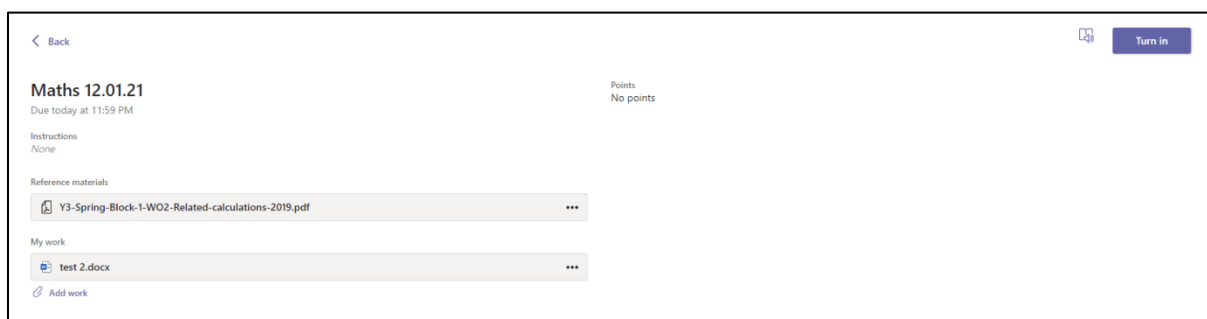 Back
Turn in
Maths 12.01.21
Due today at 11:59 PM
Points
No points
Instructions
None
Reference materials
Y3-Spring-Block-1-WO2-Related-calculations-2019.pdf
My work
test 2.docx
Add work